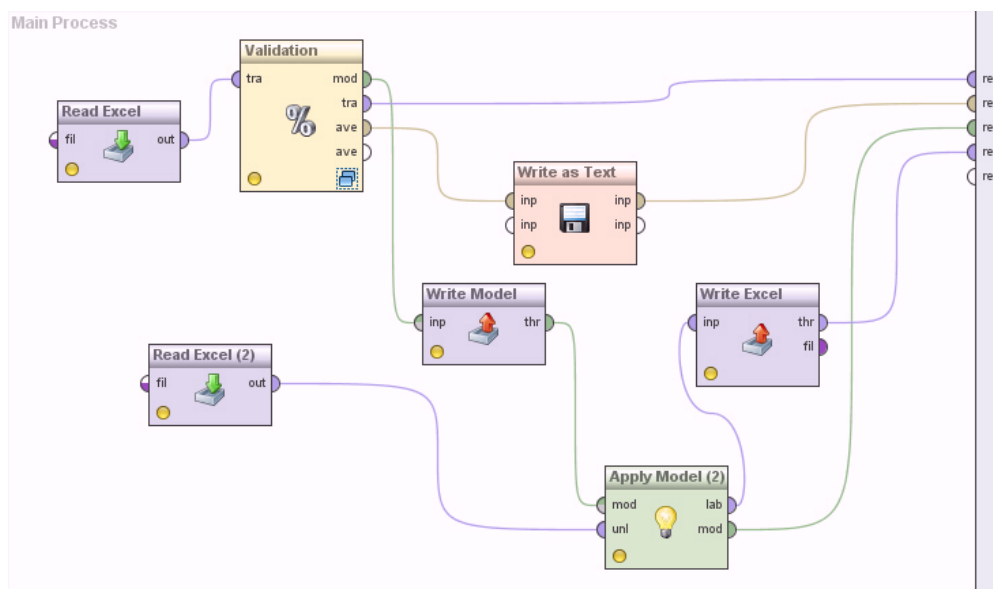 Main Process
Validation
tra
mod
tra
ave
ave
%
Read Excel
fil
out
re
re
re
re
re
Write as Text
inp
inp
inp
inp
Write Model
inp
thr
Write Excel
inp
thr
fil
Read Excel (2)
fil
out
Apply Model (2)
mod
lab
unl
mod